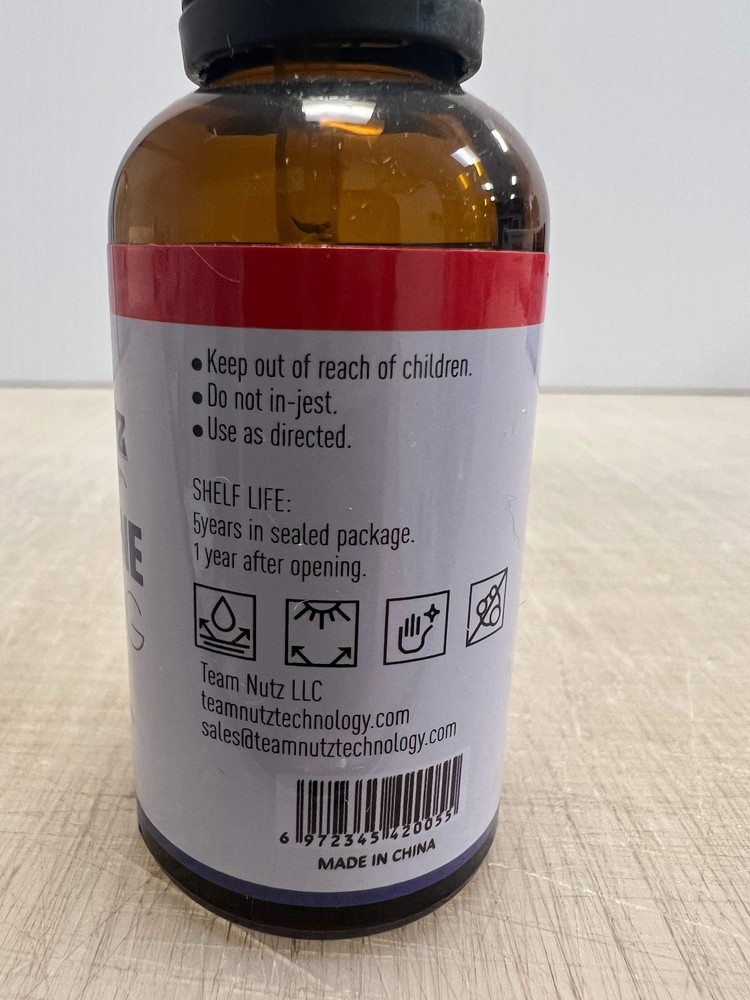 • Keep out of reach of children.
• Do not in-jest.
• Use as directed.
SHELF LIFE:
5years in sealed package.
1 year after opening.
Team Nutz LLC
teamnutztechnology.com
sales@teamnutztechnology.com
6 972345 420055
MADE IN CHINA